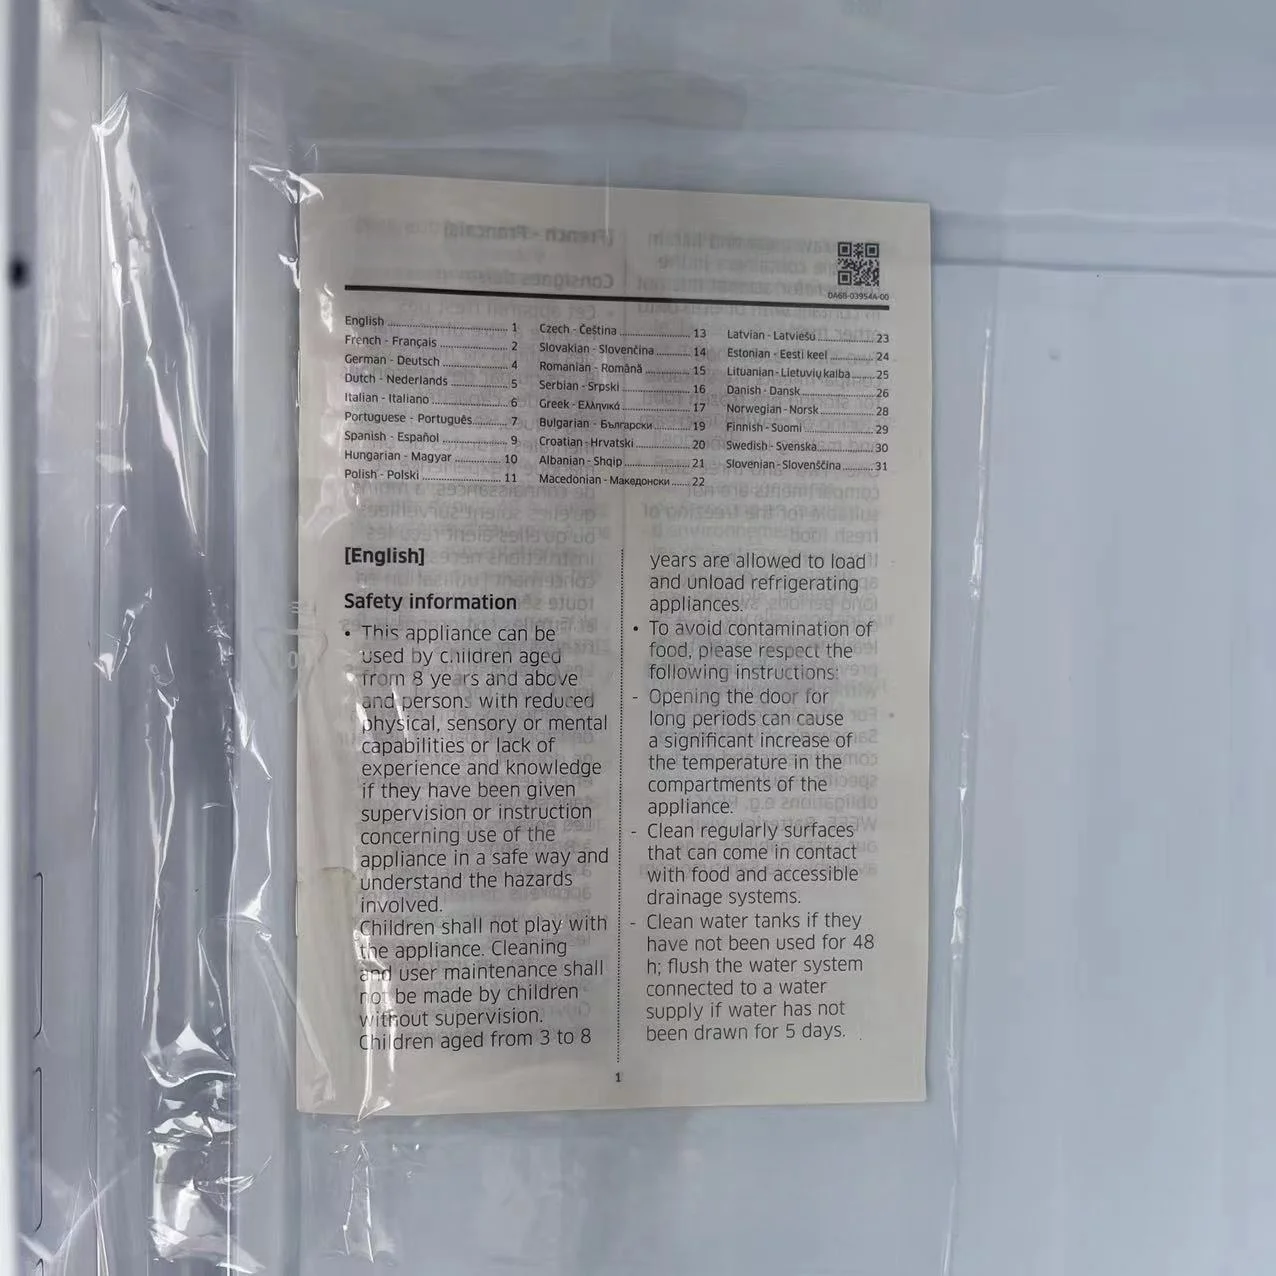 DA68-03954A-00
English 1
French - Français 2
German - Deutsch 4
Dutch - Nederlands 5
Italian - Italiano 6
Portuguese - Português 7
Spanish - Español 9
Hungarian - Magyar 10
Polish - Polski 11
Czech - Čeština 13
Slovakian - Slovenčina 14
Romanian - Română 15
Serbian - Srpski 16
Greek - Ελληνικά 17
Bulgarian - Български 19
Croatian - Hrvatski 20
Albanian - Shqip 21
Macedonian - Македонски 22
Latvian - Latviešu 23
Estonian - Eesti keel 24
Lituanian - Lietuvių kalba 25
Danish - Dansk 26
Norwegian - Norsk 28
Finnish - Suomi 29
Swedish - Svenska 30
Slovenian - Slovenščina 31
[English]
Safety information
• This appliance can be
used by children aged
from 8 years and above
and persons with reduced
physical, sensory or mental
capabilities or lack of
experience and knowledge
if they have been given
supervision or instruction
concerning use of the
appliance in a safe way and
understand the hazards
involved.
Children shall not play with
the appliance. Cleaning
and user maintenance shall
not be made by children
without supervision.
Children aged from 3 to 8
years are allowed to load
and unload refrigerating
appliances.
• To avoid contamination of
food, please respect the
following instructions:
- Opening the door for
long periods can cause
a significant increase of
the temperature in the
compartments of the
appliance.
- Clean regularly surfaces
that can come in contact
with food and accessible
drainage systems.
- Clean water tanks if they
have not been used for 48
h; flush the water system
connected to a water
supply if water has not
been drawn for 5 days.
1